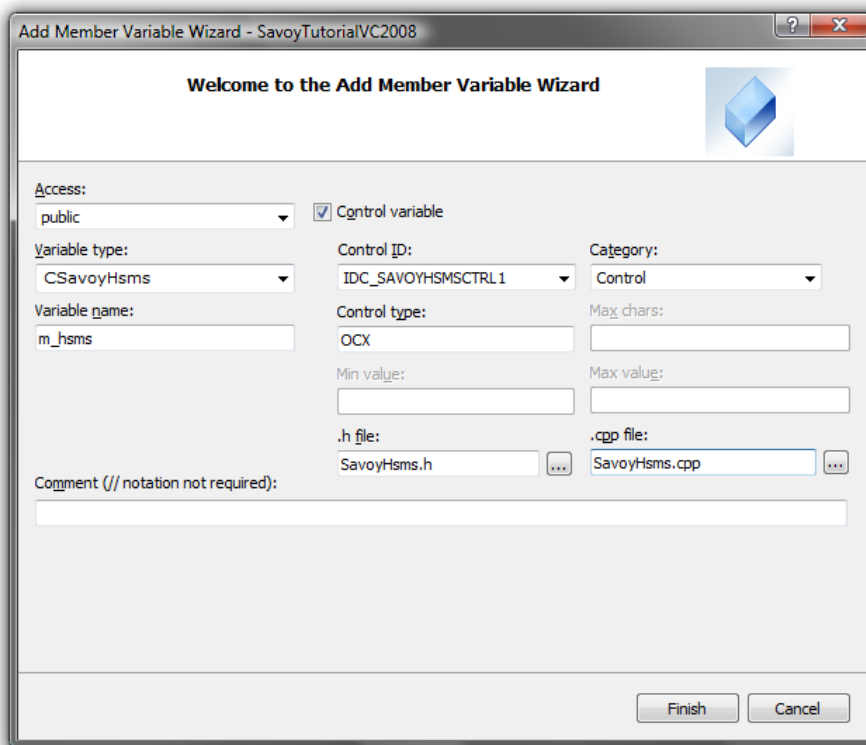 Add Member Variable Wizard - SavoyTutorialVC2008
Welcome to the Add Member Variable Wizard
Access:
public
Control variable
Variable type:
Control ID:
Category:
CSavoyHsms
IDC_SAVOYHSMSCTRL1
Control
Variable name:
Control type:
Max chars:
m_hsms
OCX
Min value:
Max value:
.h file:
.cpp file:
SavoyHsms.h
...
SavoyHsms.cpp
...
Comment (// notation not required):
Finish
Cancel